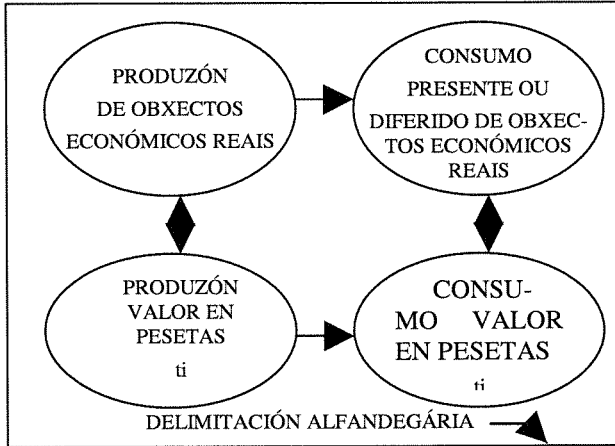 PRODUZÓN
DE OBXECTOS
ECONÓMICOS REAIS
CONSUMO
PRESENTE OU
DIFERIDO DE OBXEC-
TOS ECONÓMICOS
REAIS
PRODUZÓN
VALOR EN
PESETAS
ti
CONSU-
MO VALOR
EN PESETAS
ti
DELIMITACIÓN ALFANDEGÁRIA